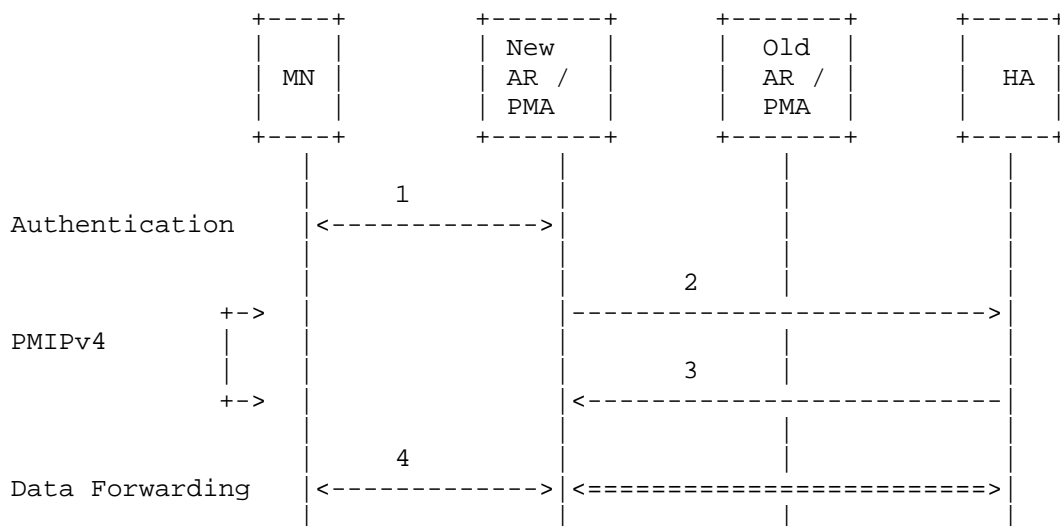 New Old
MN AR / AR / HA
PMA PMA
1
Authentication
2
PMIPv4
3
4
Data Forwarding